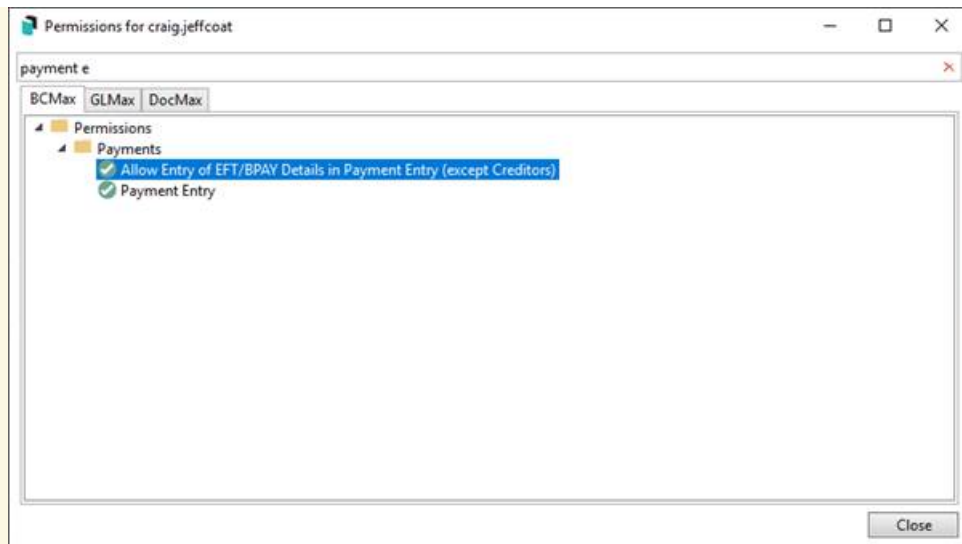 Permissions for craig.jeffcoat
payment e
BCMax GLMax DocMax
Permissions
Payments
Allow Entry of EFT/BPAY Details in Payment Entry (except Creditors)
Payment Entry
Close